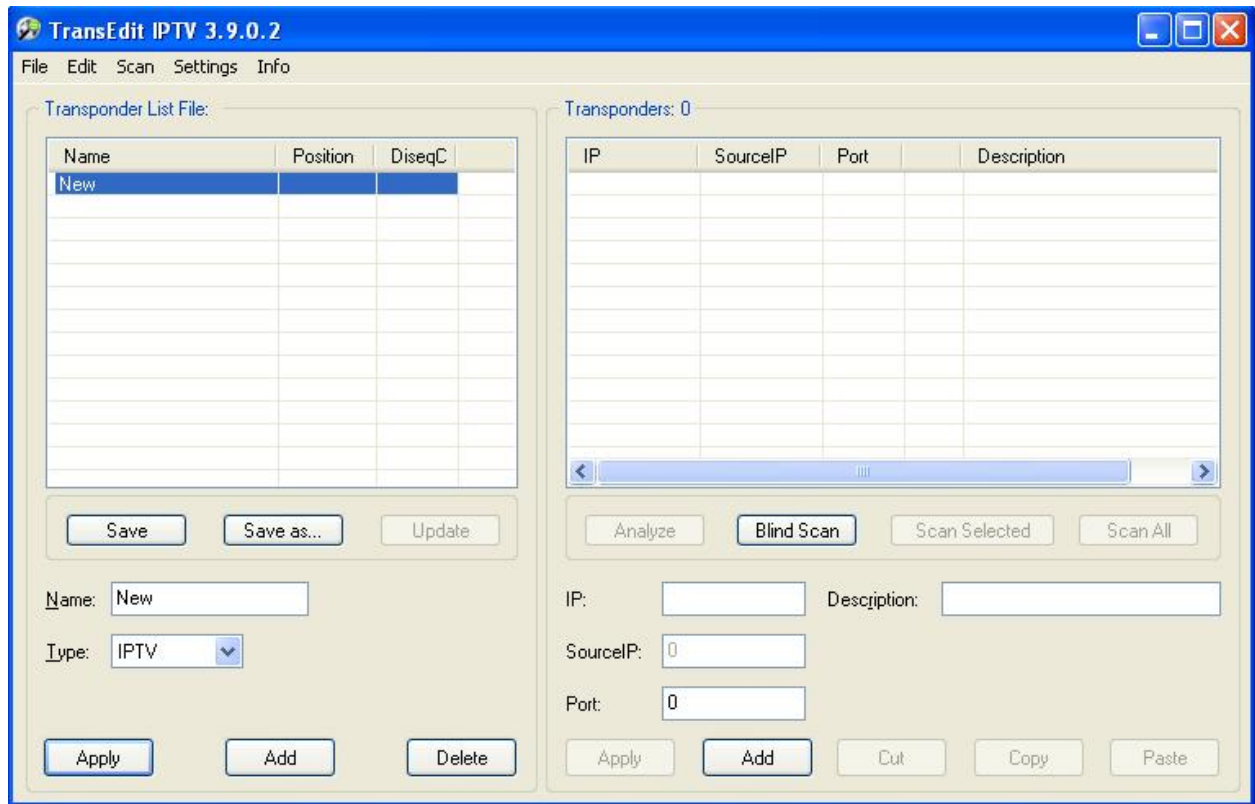 TransEdit IPTV 3.9.0.2
File Edit Scan Settings Info
Transponder List File:
Name Position DiseqC
New
Save Save as... Update
Name: New
Type: IPTV
Apply Add Delete
Transponders: 0
IP SourceIP Port Description
Analyze Blind Scan Scan Selected Scan All
IP: Description:
SourceIP: 0
Port: 0
Apply Add Cut Copy Paste